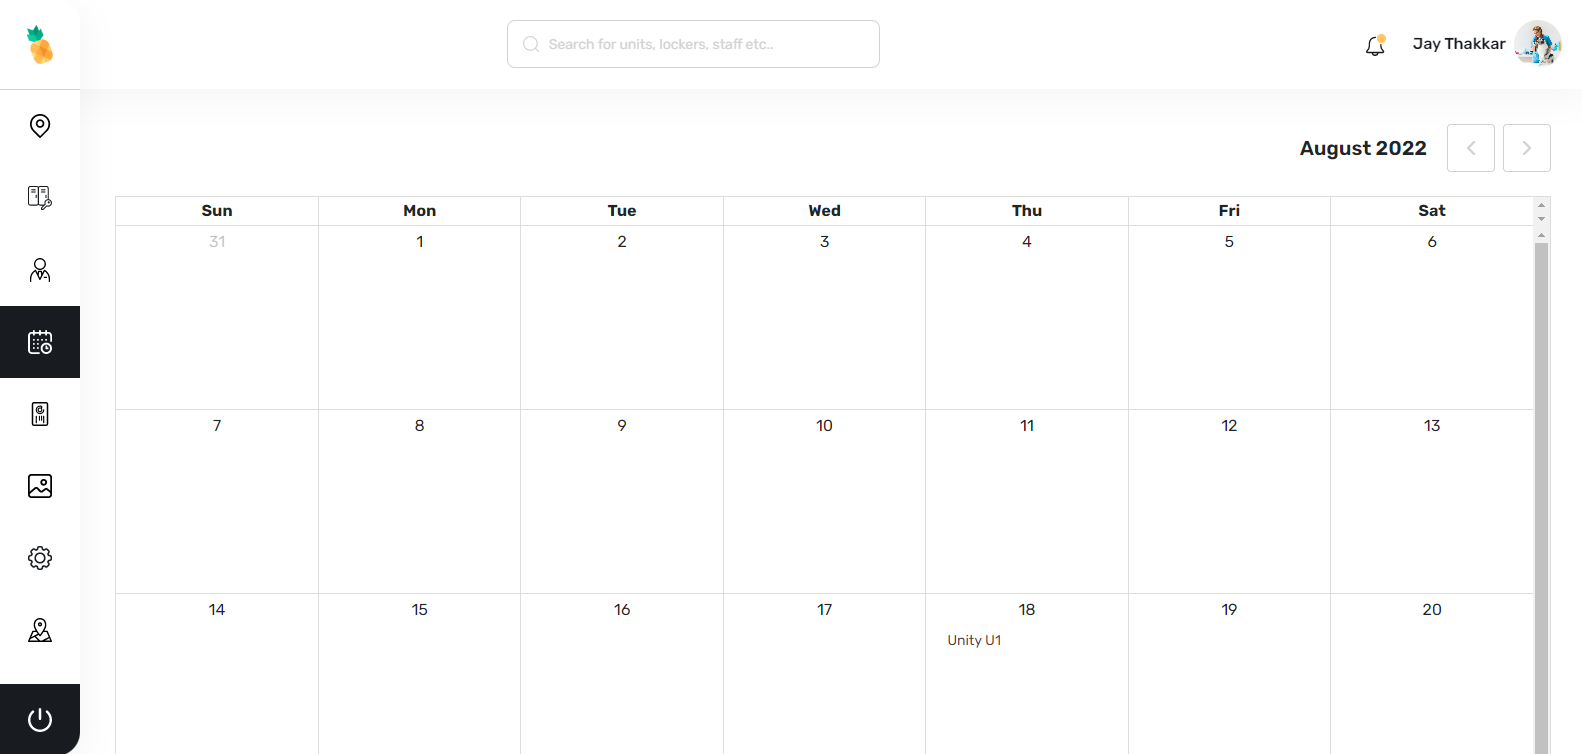 Search for units, lockers, staff etc..
Jay Thakkar
August 2022
Sun Mon Tue Wed Thu Fri Sat
31 1 2 3 4 5 6
7 8 9 10 11 12 13
14 15 16 17 18 19 20
Unity U1